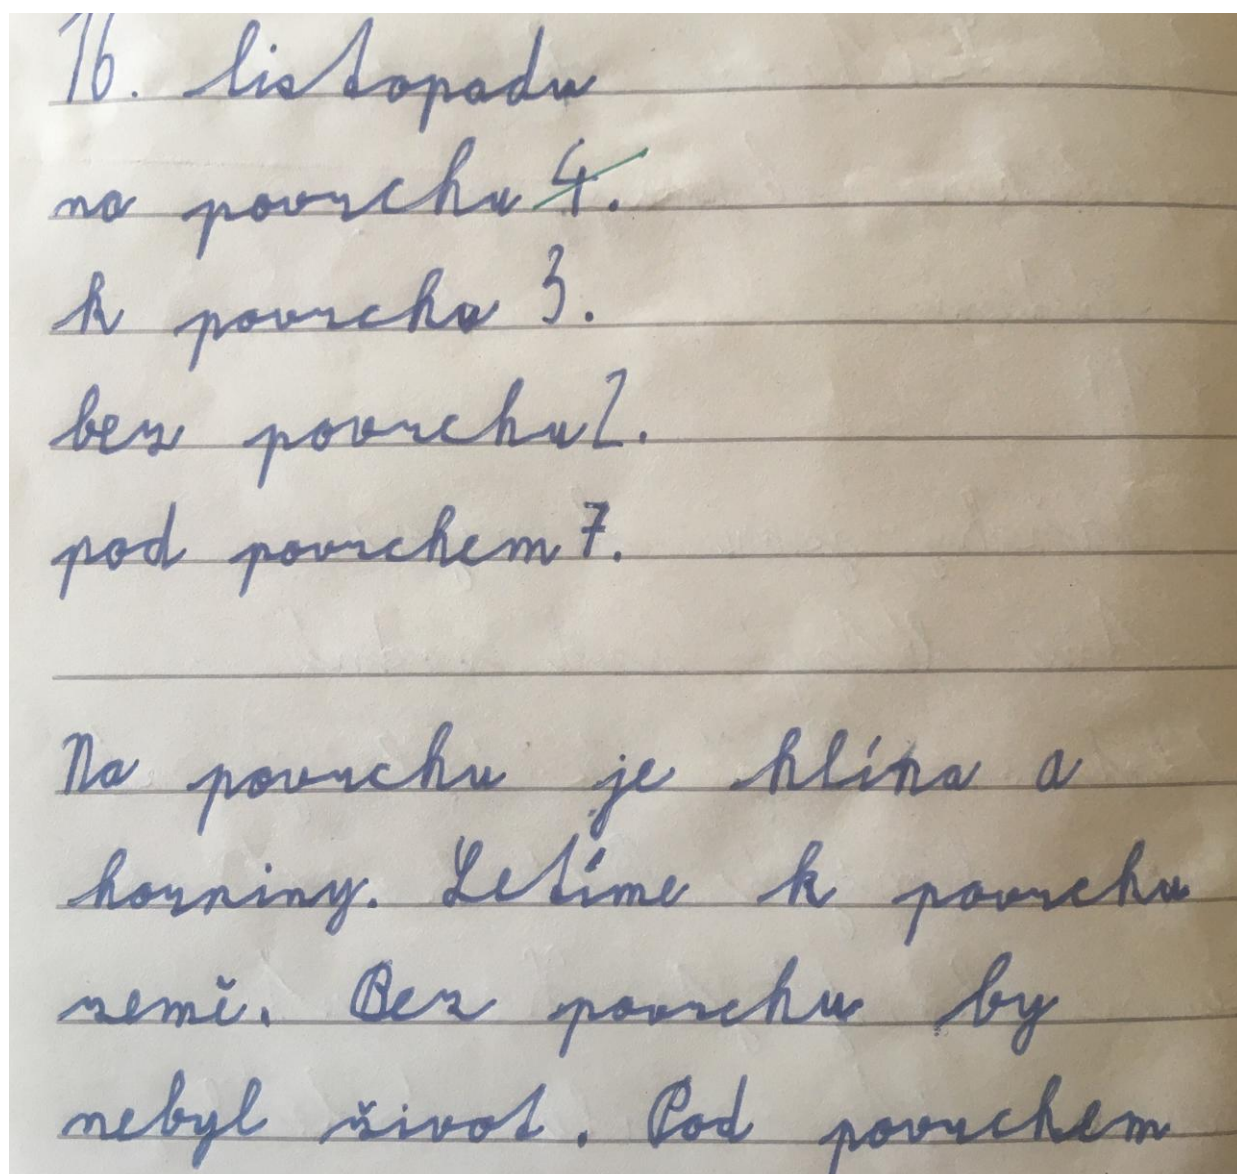 16. listopadu
na povrchu 4.
k povrchu 3.
bez povrchu 2.
pod povrchem 7.
Na povrchu je hlína a
horniny. Letíme k povrchu
země. Bez povrchu by
nebyl život. Pod povrchem